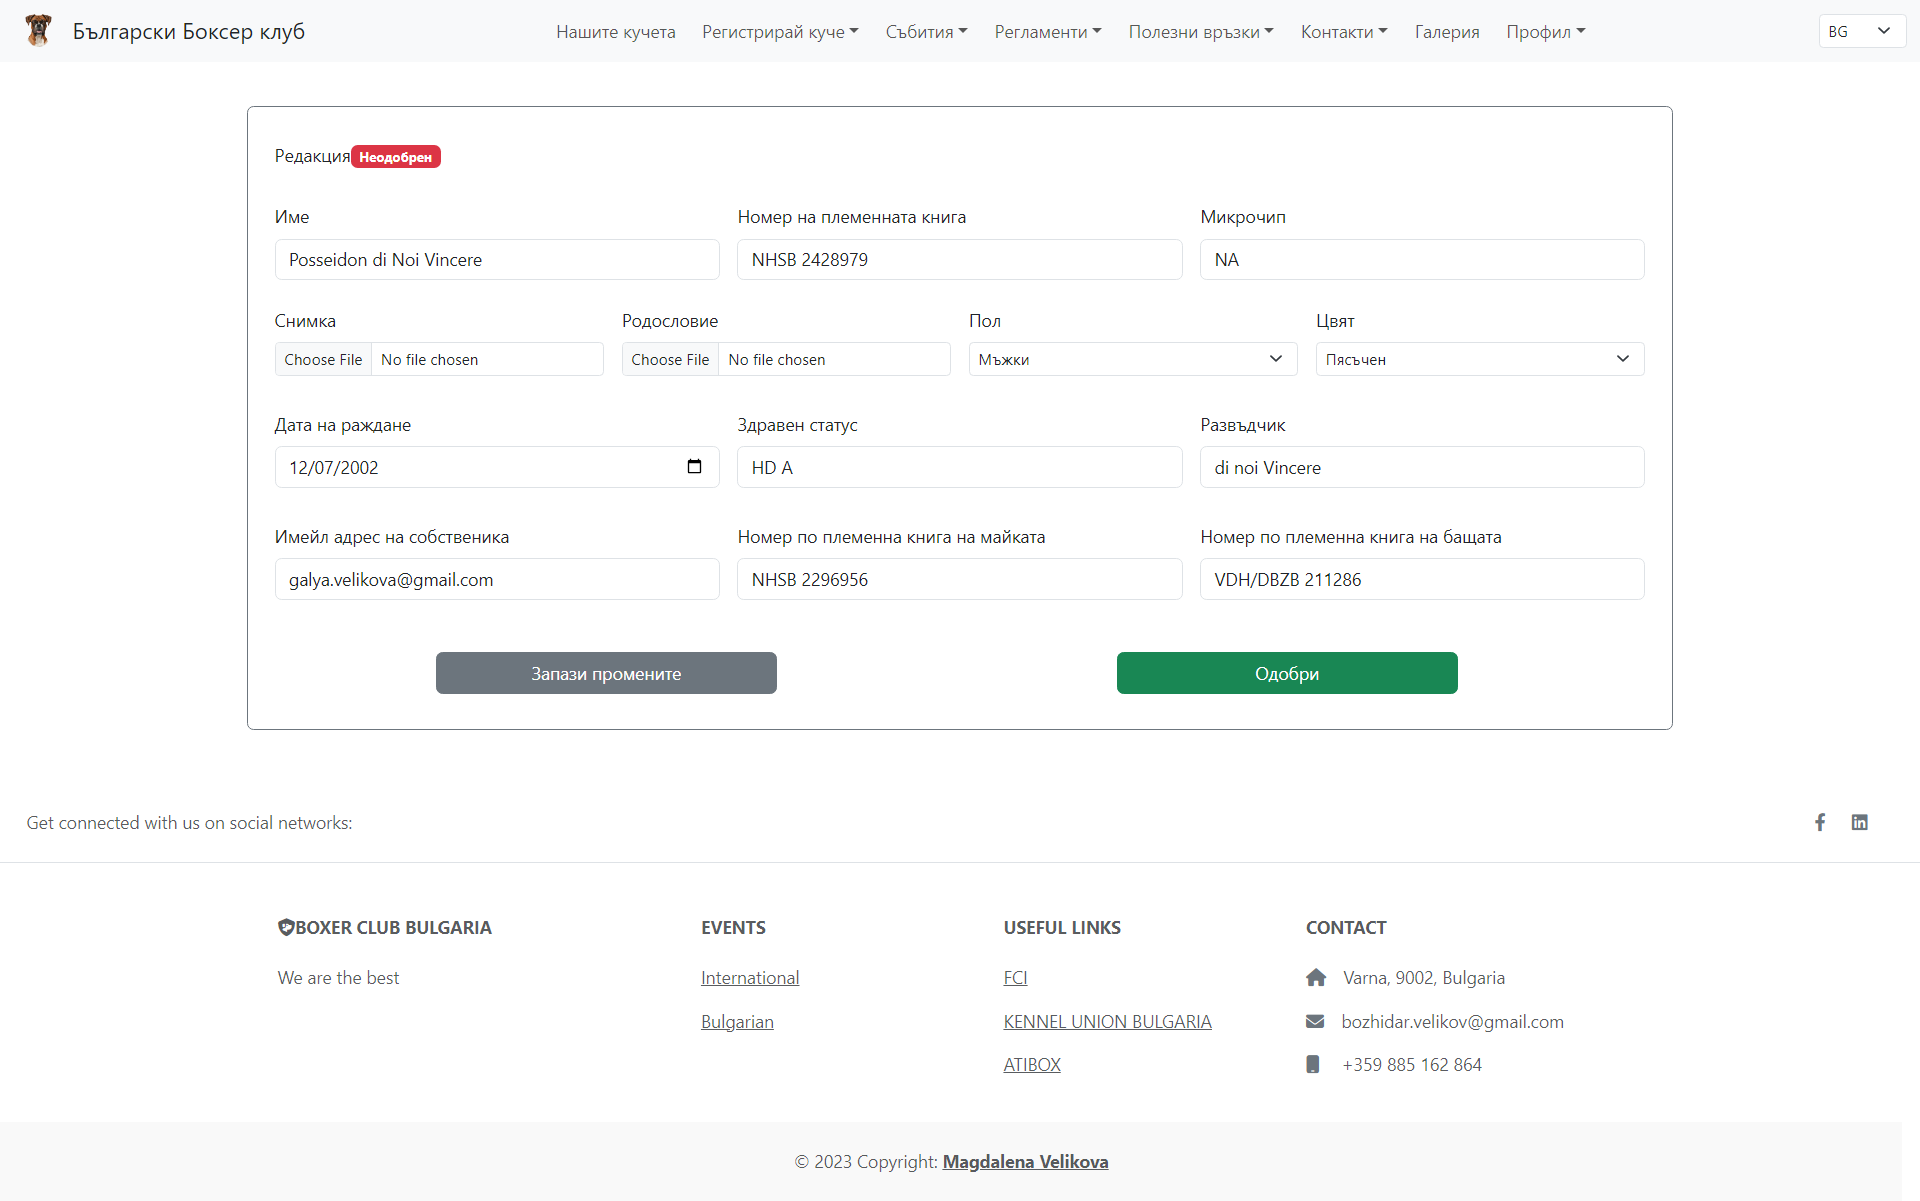 Български Боксер клуб
Нашите кучета
Регистрирай куче
Събития
Регламенти
Полезни връзки
Контакти
Галерия
Профил
BG
Редакция Неодобрен
Име
Номер на племенната книга
Микрочип
Posseidon di Noi Vincere
NHSB 2428979
NA
Снимка
Родословие
Пол
Цвят
Choose File No file chosen
Choose File No file chosen
Мъжки
Пясъчен
Дата на раждане
Здравен статус
Развъдчик
12/07/2002
HD A
di noi Vincere
Имейл адрес на собственика
Номер по племенна книга на майката
Номер по племенна книга на бащата
galya.velikova@gmail.com
NHSB 2296956
VDH/DBZB 211286
Запази промените
Одобри
Get connected with us on social networks:
BOXER CLUB BULGARIA
We are the best
EVENTS
International
Bulgarian
USEFUL LINKS
FCI
KENNEL UNION BULGARIA
ATIBOX
CONTACT
Varna, 9002, Bulgaria
bozhidar.velikov@gmail.com
+359 885 162 864
© 2023 Copyright: Magdalena Velikova